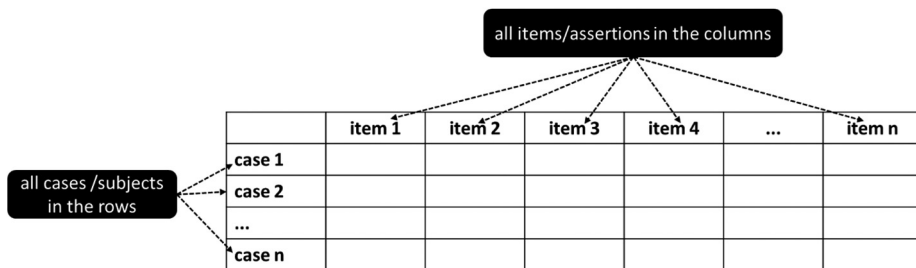 all items/assertions in the columns
item 1 item 2 item 3 item 4 ... item n
case 1
all cases /subjects
in the rows
case 2
...
case n